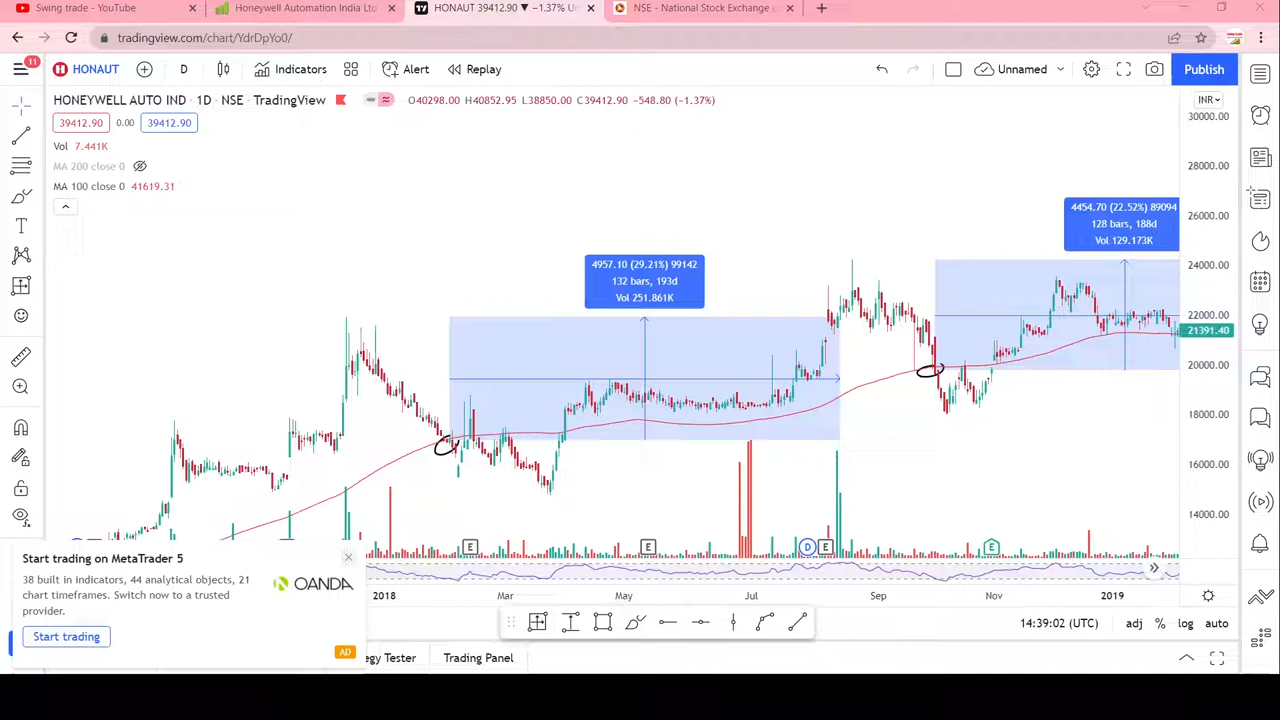 Swing trade - YouTube
Honeywell Automation India Ltd
HONAUT 39412.90 ▼ −1.37% Un
NSE - National Stock Exchange o
tradingview.com/chart/YdrDpYo0/
11
HONAUT
D
Indicators
Alert
Replay
Unnamed
Publish
HONEYWELL AUTO IND · 1D · NSE · TradingView
O40298.00 H40852.95 L38850.00 C39412.90 −548.80 (−1.37%)
INR
39412.90
0.00
39412.90
Vol 7.441K
MA 200 close 0
MA 100 close 0 41619.31
30000.00
28000.00
26000.00
24000.00
22000.00
21391.40
20000.00
18000.00
16000.00
14000.00
4454.70 (22.52%) 89094
128 bars, 188d
Vol 129.173K
4957.10 (29.21%) 99142
132 bars, 193d
Vol 251.861K
E
E
D
E
E
Start trading on MetaTrader 5
38 built in indicators, 44 analytical objects, 21
chart timeframes. Switch now to a trusted
provider.
OANDA
Start trading
AD
2018
Mar
May
Jul
Sep
Nov
2019
14:39:02 (UTC)
adj
%
log
auto
egy Tester
Trading Panel